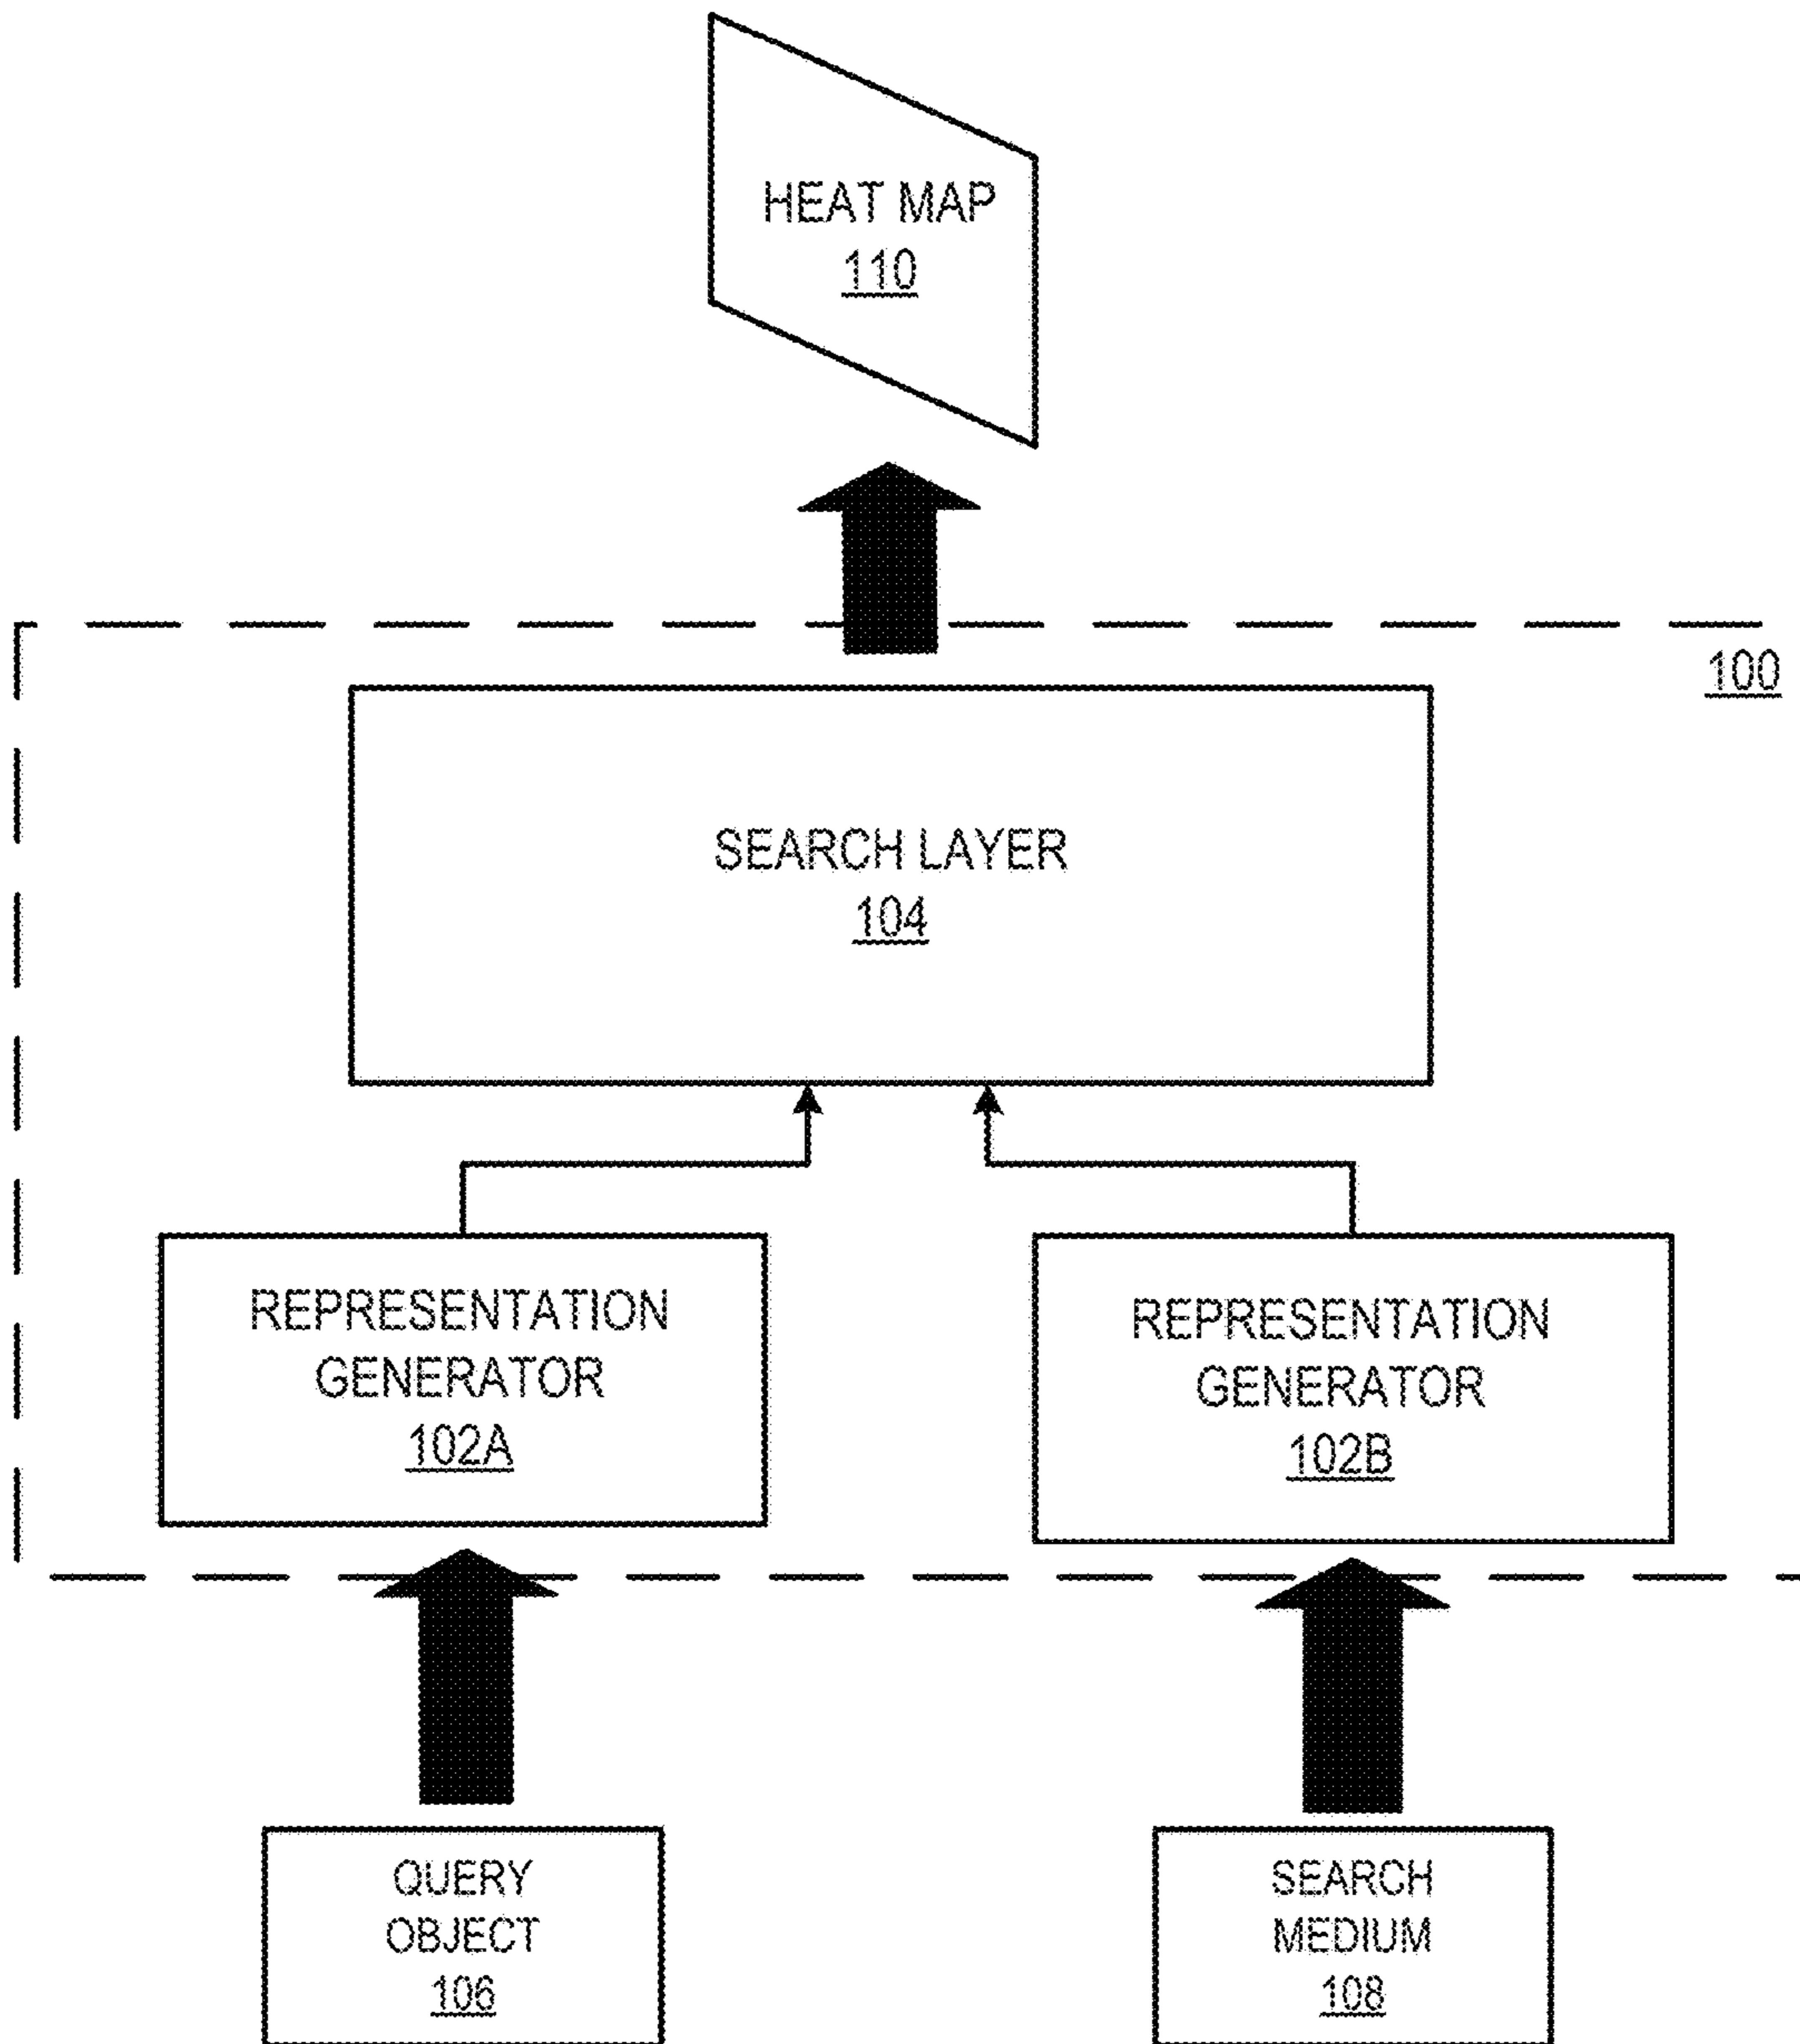 HEAT MAP
110
100
SEARCH LAYER
104
REPRESENTATION
GENERATOR
102A
REPRESENTATION
GENERATOR
102B
QUERY
OBJECT
106
SEARCH
MEDIUM
108